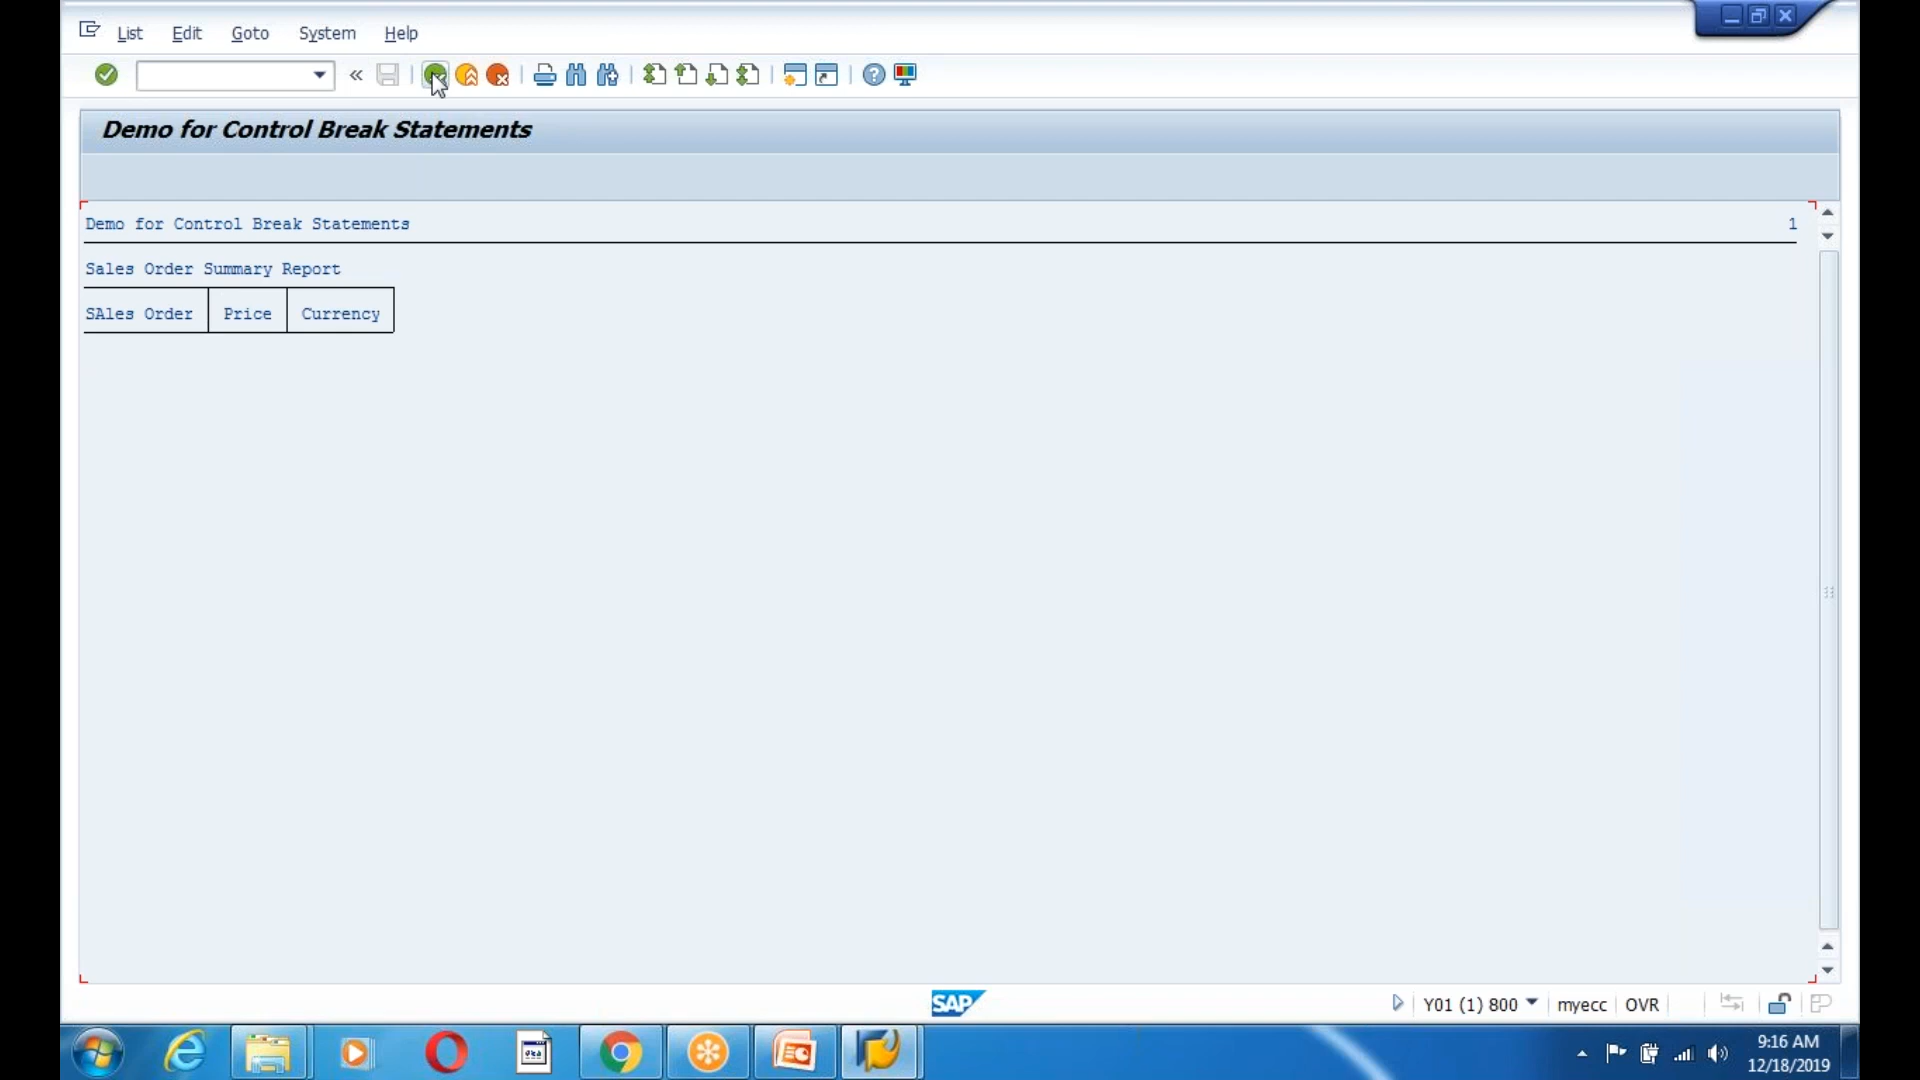 List Edit Goto System Help
Demo for Control Break Statements
Demo for Control Break Statements 1
Sales Order Summary Report
SAles Order Price Currency
SAP
Y01 (1) 800 myecc OVR
9:16 AM
12/18/2019